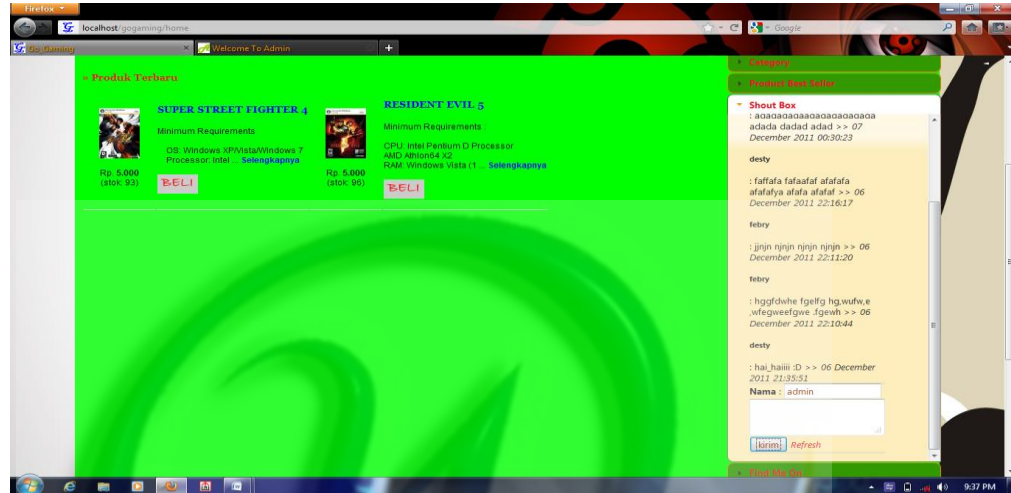 Firefox
localhost/gogaming/home
Google
Go_Gaming
Welcome To Admin
» Produk Terbaru
SUPER STREET FIGHTER 4
Minimum Requirements
OS: Windows XP/Vista/Windows 7
Processor: Intel ... Selengkapnya
Rp. 5.000
(stok: 93)
BELI
RESIDENT EVIL 5
Minimum Requirements :
CPU: Intel Pentium D Processor
AMD Athlon64 X2
RAM: Windows Vista (1 ... Selengkapnya
Rp. 5.000
(stok: 96)
BELI
Category
Product Best Seller
Shout Box
: adadadadaadadadadadada
adada dadad adad >> 07
December 2011 00:30:23
desty
: faffafa fafaafaf afafafa
afafafya afafa afafaf >> 06
December 2011 22:16:17
febry
: jjnjn njnjn njnjn njnjn >> 06
December 2011 22:11:20
febry
: hggfdwhe fgelfg hg,wufw,e
,wfegweefgwe .fgewh >> 06
December 2011 22:10:44
desty
: hai_haiiii :D >> 06 December
2011 21:35:51
Nama : admin
kirim
Refresh
Find Me On
9:37 PM